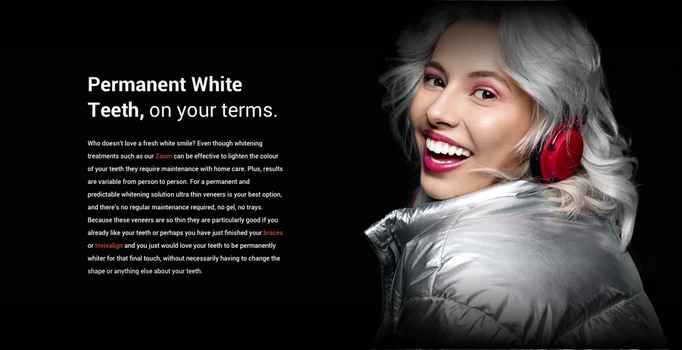 Permanent White
Teeth, on your terms.
Who doesn't love a fresh white smile? Even though whitening
treatments such as our Zoom can be effective to lighten the colour
of your teeth they require maintenance with home care. Plus, results
are variable from person to person. For a permanent and
predictable whitening solution ultra thin veneers is your best option,
and there's no regular maintenance required, no gel, no trays.
Because these veneers are so thin they are particularly good if you
already like your teeth or perhaps you have just finished your braces
or Invisalign and you just would love your teeth to be permanently
whiter for that final touch, without necessarily having to change the
shape or anything else about your teeth.